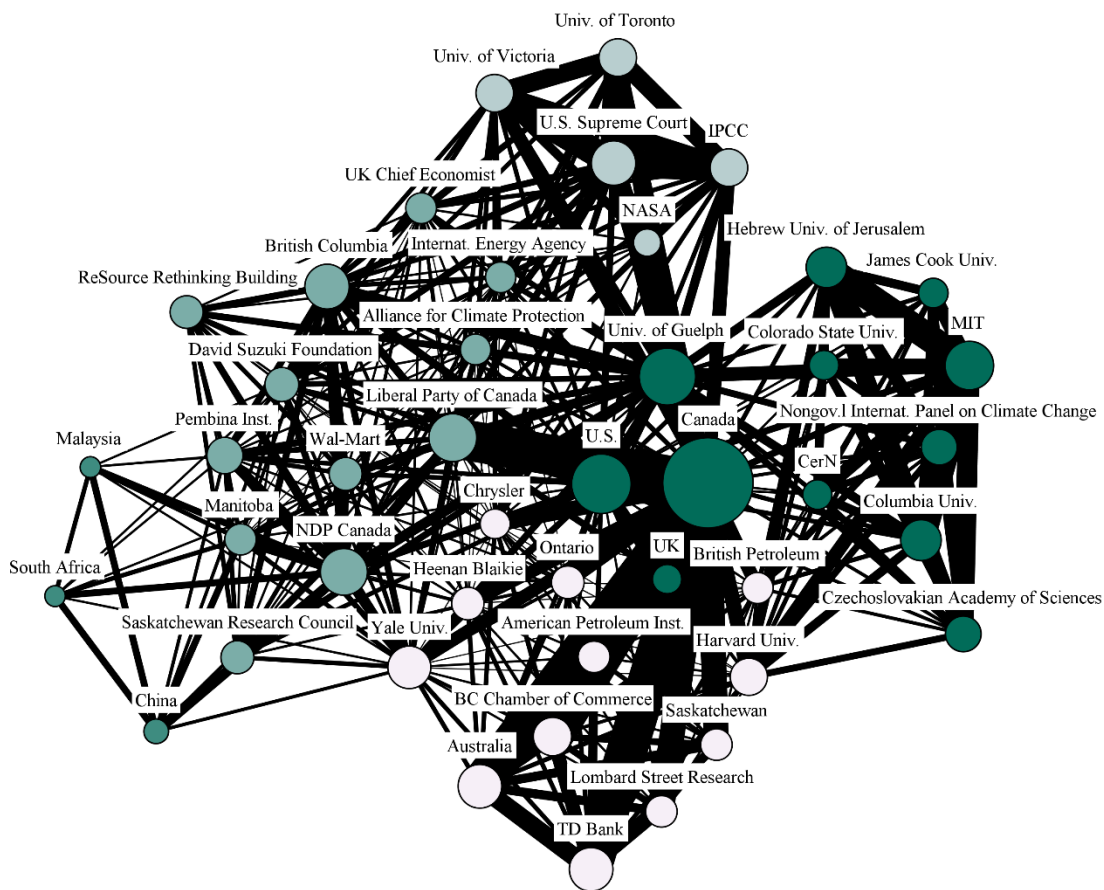 Univ. of Toronto
Univ. of Victoria
U.S. Supreme Court
IPCC
UK Chief Economist
NASA
Hebrew Univ. of Jerusalem
British Columbia
Internat. Energy Agency
James Cook Univ.
ReSource Rethinking Building
Alliance for Climate Protection
Univ. of Guelph
Colorado State Univ.
MIT
David Suzuki Foundation
Liberal Party of Canada
Canada
Nongov.l Internat. Panel on Climate Change
Pembina Inst.
Wal-Mart
U.S.
CerN
Malaysia
Chrysler
Columbia Univ.
Manitoba
NDP Canada
Ontario
UK
British Petroleum
South Africa
Heenan Blaikie
Czechoslovakian Academy of Sciences
Saskatchewan Research Council
Yale Univ.
American Petroleum Inst.
Harvard Univ.
China
BC Chamber of Commerce
Saskatchewan
Australia
Lombard Street Research
TD Bank